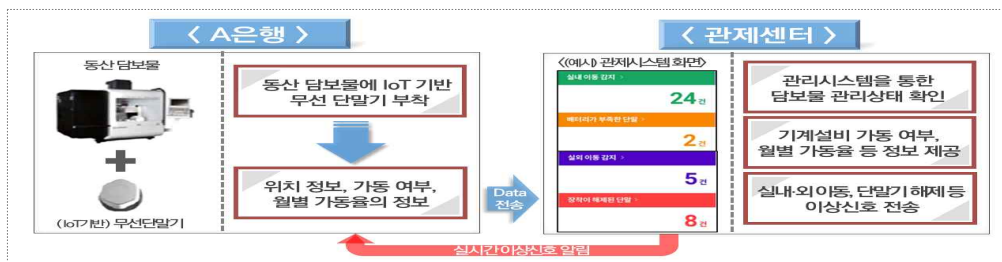 < A은행 >
동산 담보물
(IoT기반) 무선단말기
동산 담보물에 IoT 기반
무선 단말기 부착
위치 정보, 가동 여부,
월별 가동율의 정보
Data
전송
< 관제센터 >
<(예시) 관제시스템 화면>
실내 이동 감지 >
24건
배터리가 부족한 단말 >
2건
실외 이동 감지 >
5건
장착이 해제된 단말 >
8건
관리시스템을 통한
담보물 관리상태 확인
기계설비 가동 여부,
월별 가동율 등 정보 제공
실내·외 이동, 단말기 해제 등
이상신호 전송
실시간 이상신호 알림